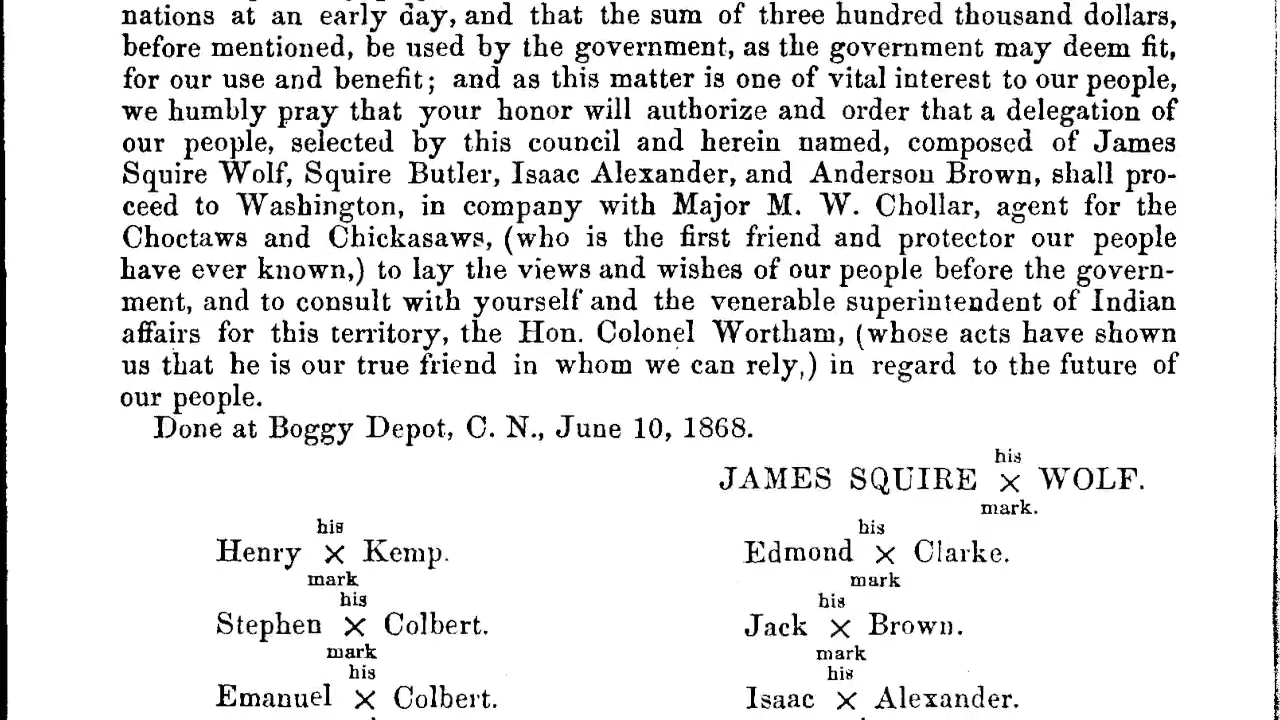 nations at an early day, and that the sum of three hundred thousand dollars,
before mentioned, be used by the government, as the government may deem fit,
for our use and benefit; and as this matter is one of vital interest to our people,
we humbly pray that your honor will authorize and order that a delegation of
our people, selected by this council and herein named, composed of James
Squire Wolf, Squire Butler, Isaac Alexander, and Anderson Brown, shall pro-
ceed to Washington, in company with Major M. W. Chollar, agent for the
Choctaws and Chickasaws, (who is the first friend and protector our people
have ever known,) to lay the views and wishes of our people before the govern-
ment, and to consult with yourself and the venerable superintendent of Indian
affairs for this territory, the Hon. Colonel Wortham, (whose acts have shown
us that he is our true friend in whom we can rely,) in regard to the future of
our people.
Done at Boggy Depot, C. N., June 10, 1868.
his
JAMES SQUIRE × WOLF.
mark.
his his
Henry × Kemp. Edmond × Clarke.
mark mark
his his
Stephen × Colbert. Jack × Brown.
mark mark
his his
Emanuel × Colbert. Isaac × Alexander.